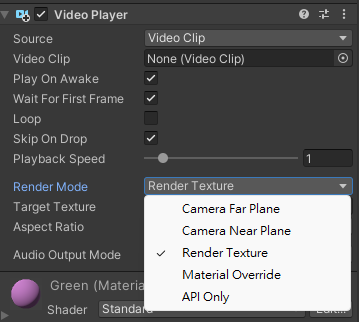 Video Player
Source Video Clip
Video Clip None (Video Clip)
Play On Awake
Wait For First Frame
Loop
Skip On Drop
Playback Speed 1
Render Mode Render Texture
Target Texture
Aspect Ratio
Audio Output Mode
Camera Far Plane
Camera Near Plane
Render Texture
Material Override
API Only
Green (Materia
Shader Standard Edit...